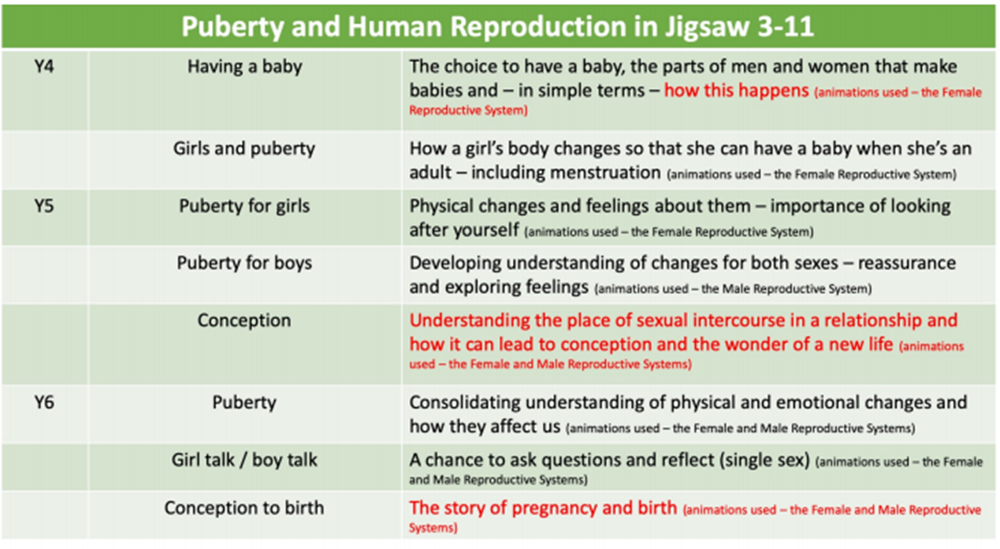 Puberty and Human Reproduction in Jigsaw 3-11
Y4
Having a baby
The choice to have a baby, the parts of men and women that make
babies and – in simple terms – how this happens (animations used – the Female
Reproductive System)
Girls and puberty
How a girl's body changes so that she can have a baby when she's an
adult – including menstruation (animations used – the Female Reproductive System)
Y5
Puberty for girls
Physical changes and feelings about them – importance of looking
after yourself (animations used – the Female Reproductive System)
Puberty for boys
Developing understanding of changes for both sexes – reassurance
and exploring feelings (animations used – the Male Reproductive System)
Conception
Understanding the place of sexual intercourse in a relationship and
how it can lead to conception and the wonder of a new life (animations
used – the Female and Male Reproductive Systems)
Y6
Puberty
Consolidating understanding of physical and emotional changes and
how they affect us (animations used – the Female and Male Reproductive Systems)
Girl talk / boy talk
A chance to ask questions and reflect (single sex) (animations used – the Female
and Male Reproductive Systems)
Conception to birth
The story of pregnancy and birth (animations used – the Female and Male Reproductive
Systems)